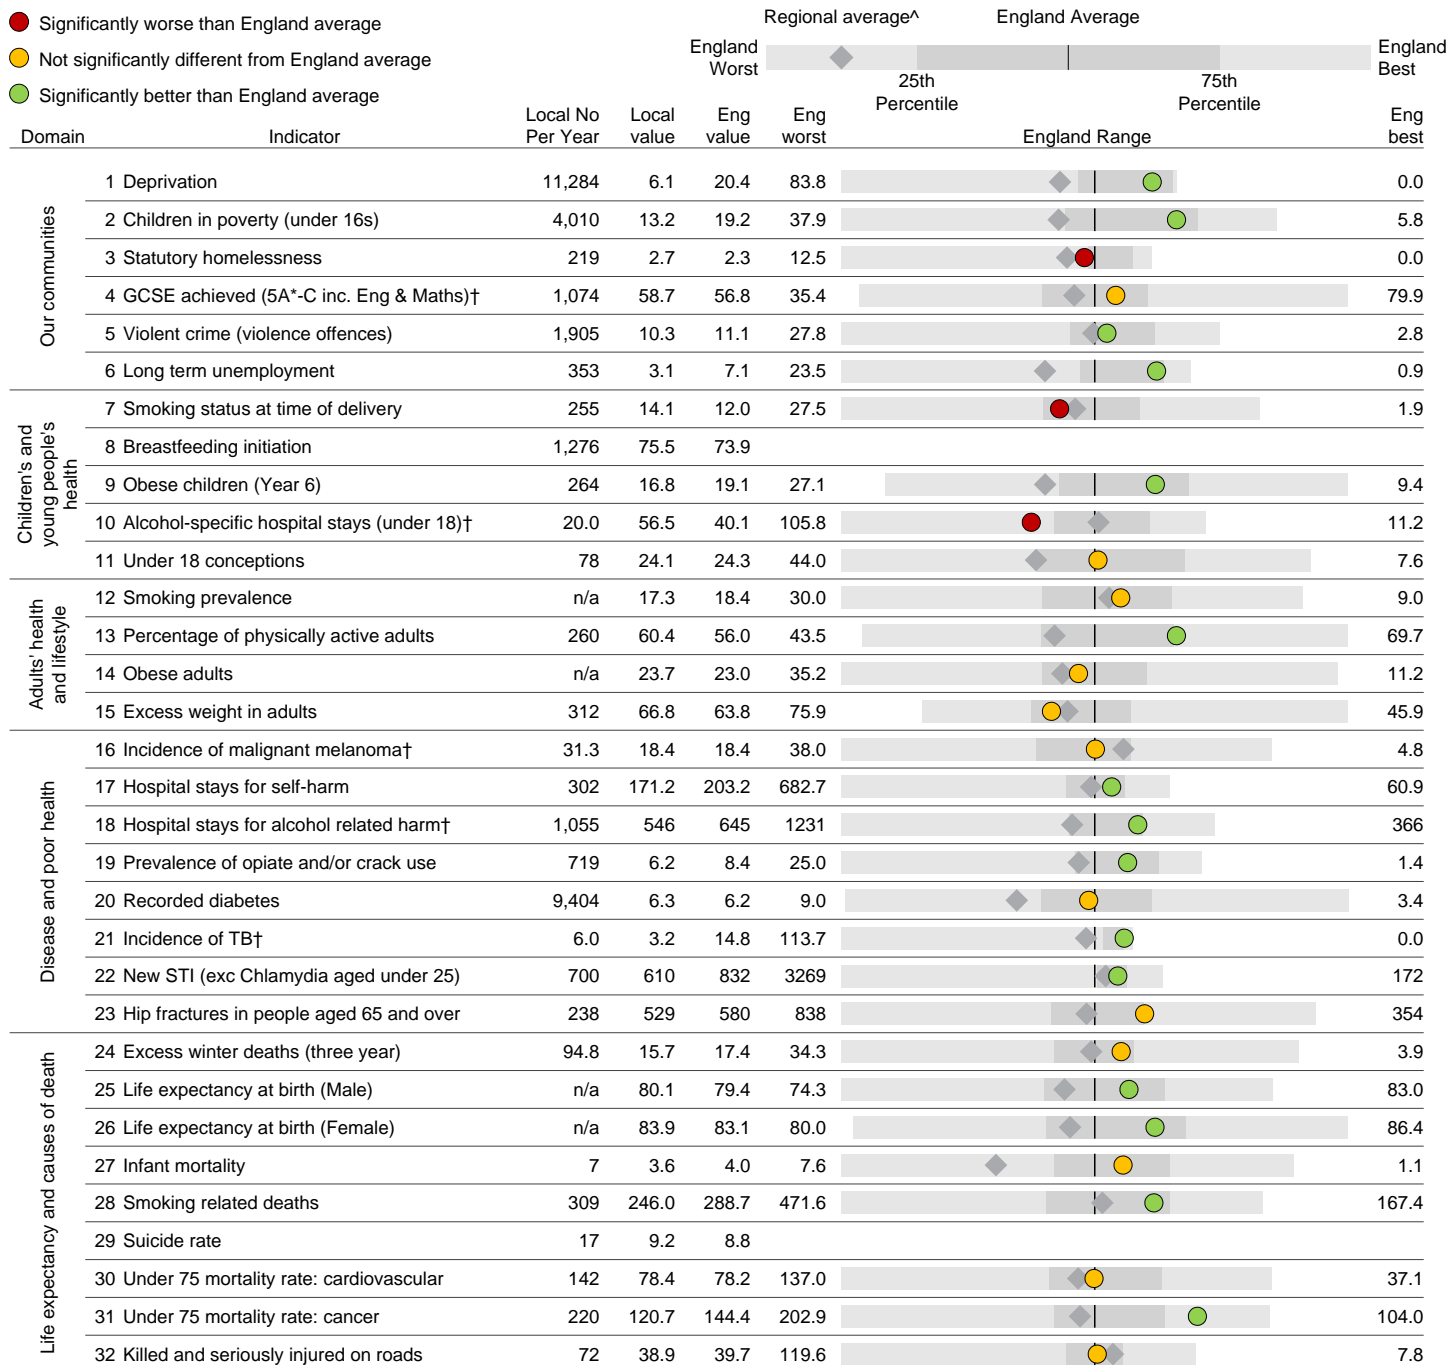 Significantly worse than England average
Not significantly different from England average
Significantly better than England average
Regional average^ England Average
England Worst
England Best
25th Percentile
75th Percentile
Domain Indicator Local No Per Year Local value Eng value Eng worst England Range Eng best
Our communities
1 Deprivation 11,284 6.1 20.4 83.8 0.0
2 Children in poverty (under 16s) 4,010 13.2 19.2 37.9 5.8
3 Statutory homelessness 219 2.7 2.3 12.5 0.0
4 GCSE achieved (5A*-C inc. Eng & Maths)† 1,074 58.7 56.8 35.4 79.9
5 Violent crime (violence offences) 1,905 10.3 11.1 27.8 2.8
6 Long term unemployment 353 3.1 7.1 23.5 0.9
Children's and young people's health
7 Smoking status at time of delivery 255 14.1 12.0 27.5 1.9
8 Breastfeeding initiation 1,276 75.5 73.9
9 Obese children (Year 6) 264 16.8 19.1 27.1 9.4
10 Alcohol-specific hospital stays (under 18)† 20.0 56.5 40.1 105.8 11.2
11 Under 18 conceptions 78 24.1 24.3 44.0 7.6
Adults' health and lifestyle
12 Smoking prevalence n/a 17.3 18.4 30.0 9.0
13 Percentage of physically active adults 260 60.4 56.0 43.5 69.7
14 Obese adults n/a 23.7 23.0 35.2 11.2
15 Excess weight in adults 312 66.8 63.8 75.9 45.9
Disease and poor health
16 Incidence of malignant melanoma† 31.3 18.4 18.4 38.0 4.8
17 Hospital stays for self-harm 302 171.2 203.2 682.7 60.9
18 Hospital stays for alcohol related harm† 1,055 546 645 1231 366
19 Prevalence of opiate and/or crack use 719 6.2 8.4 25.0 1.4
20 Recorded diabetes 9,404 6.3 6.2 9.0 3.4
21 Incidence of TB† 6.0 3.2 14.8 113.7 0.0
22 New STI (exc Chlamydia aged under 25) 700 610 832 3269 172
23 Hip fractures in people aged 65 and over 238 529 580 838 354
Life expectancy and causes of death
24 Excess winter deaths (three year) 94.8 15.7 17.4 34.3 3.9
25 Life expectancy at birth (Male) n/a 80.1 79.4 74.3 83.0
26 Life expectancy at birth (Female) n/a 83.9 83.1 80.0 86.4
27 Infant mortality 7 3.6 4.0 7.6 1.1
28 Smoking related deaths 309 246.0 288.7 471.6 167.4
29 Suicide rate 17 9.2 8.8
30 Under 75 mortality rate: cardiovascular 142 78.4 78.2 137.0 37.1
31 Under 75 mortality rate: cancer 220 120.7 144.4 202.9 104.0
32 Killed and seriously injured on roads 72 38.9 39.7 119.6 7.8